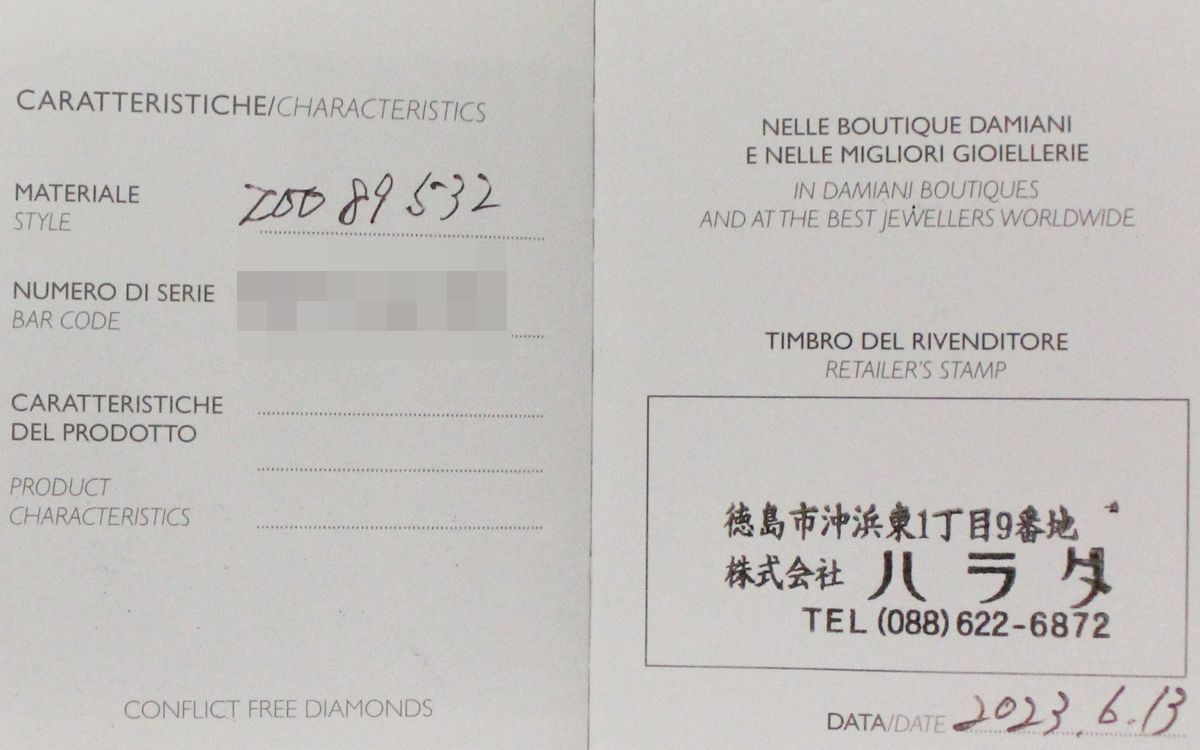 CARATTERISTICHE/CHARACTERISTICS
MATERIALE
STYLE
20089532
NUMERO DI SERIE
BAR CODE
CARATTERISTICHE
DEL PRODOTTO
PRODUCT
CHARACTERISTICS
CONFLICT FREE DIAMONDS
NELLE BOUTIQUE DAMIANI
E NELLE MIGLIORI GIOIELLERIE
IN DAMIANI BOUTIQUES
AND AT THE BEST JEWELLERS WORLDWIDE
TIMBRO DEL RIVENDITORE
RETAILER'S STAMP
徳島市沖浜東1丁目9番地
株式会社 ハラダ
TEL (088) 622-6872
DATA/DATE 2023.6.13